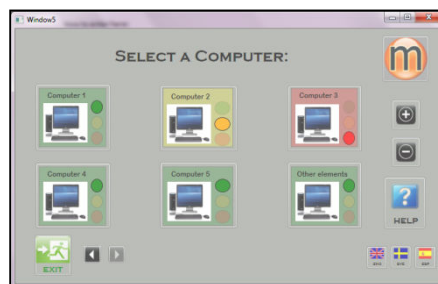 Window5
SELECT A COMPUTER:
m
Computer 1
Computer 2
Computer 3
Computer 4
Computer 5
Other elements
HELP
EXIT